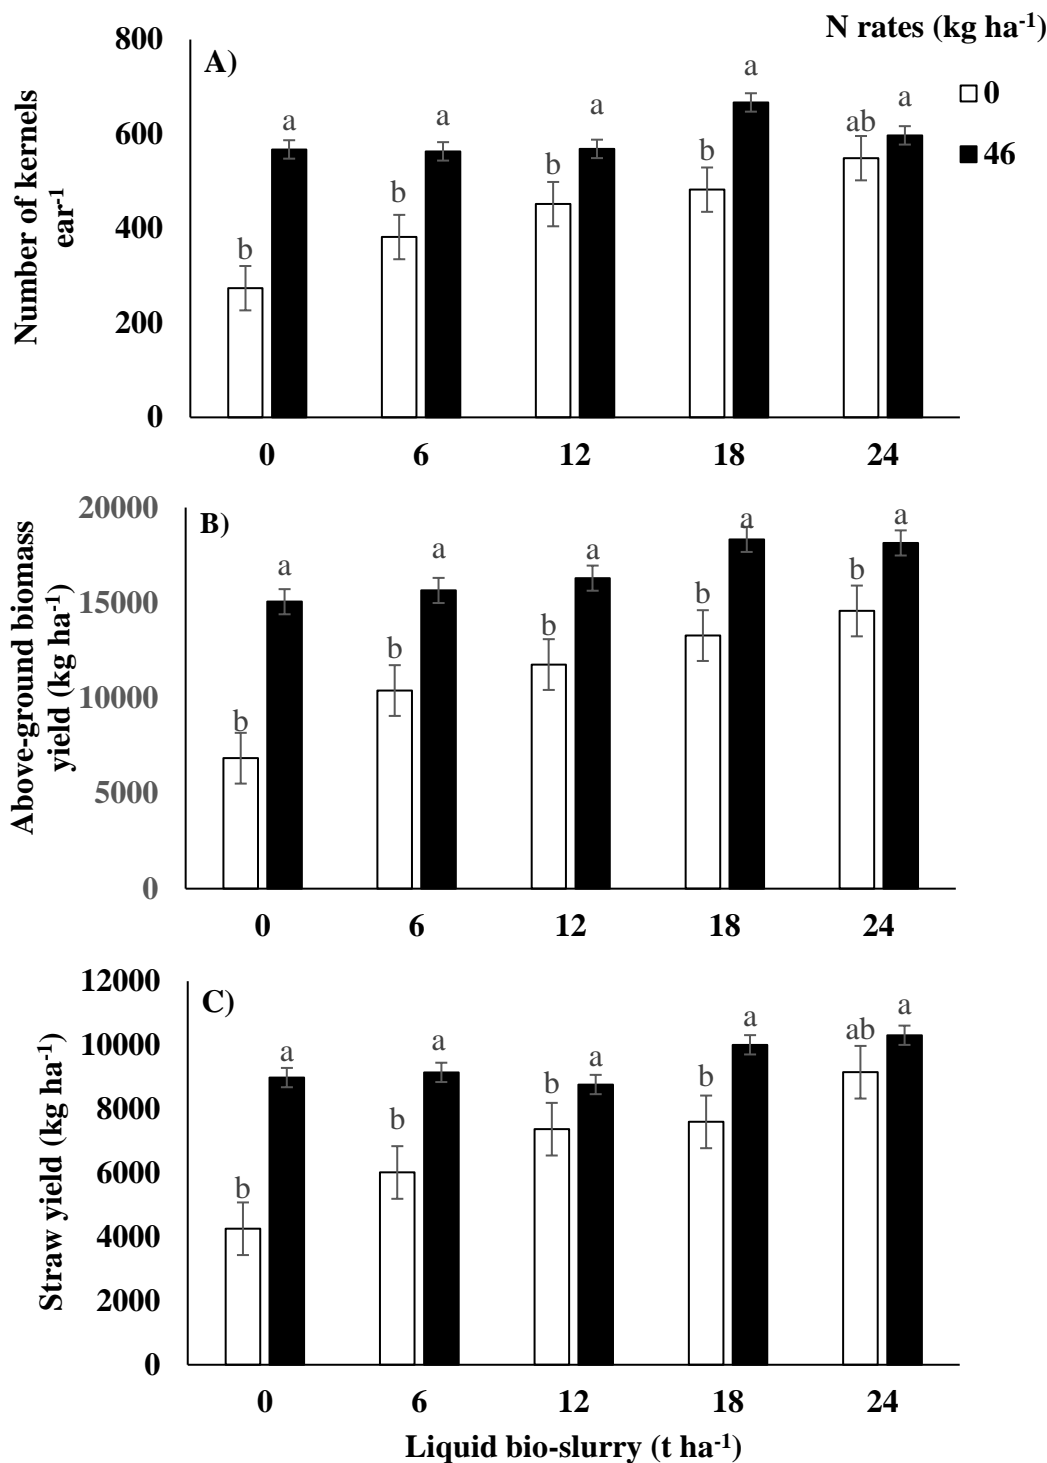 N rates (kg ha-1)
0
46
A)
Number of kernels
ear-1
800
600
400
200
0
b
a
b
a
b
a
b
a
ab
a
0 6 12 18 24
B)
Above-ground biomass
yield (kg ha-1)
20000
15000
10000
5000
0
b
a
b
a
b
a
b
a
b
a
0 6 12 18 24
C)
Straw yield (kg ha-1)
12000
10000
8000
6000
4000
2000
0
b
a
b
a
b
a
b
a
ab
a
0 6 12 18 24
Liquid bio-slurry (t ha-1)